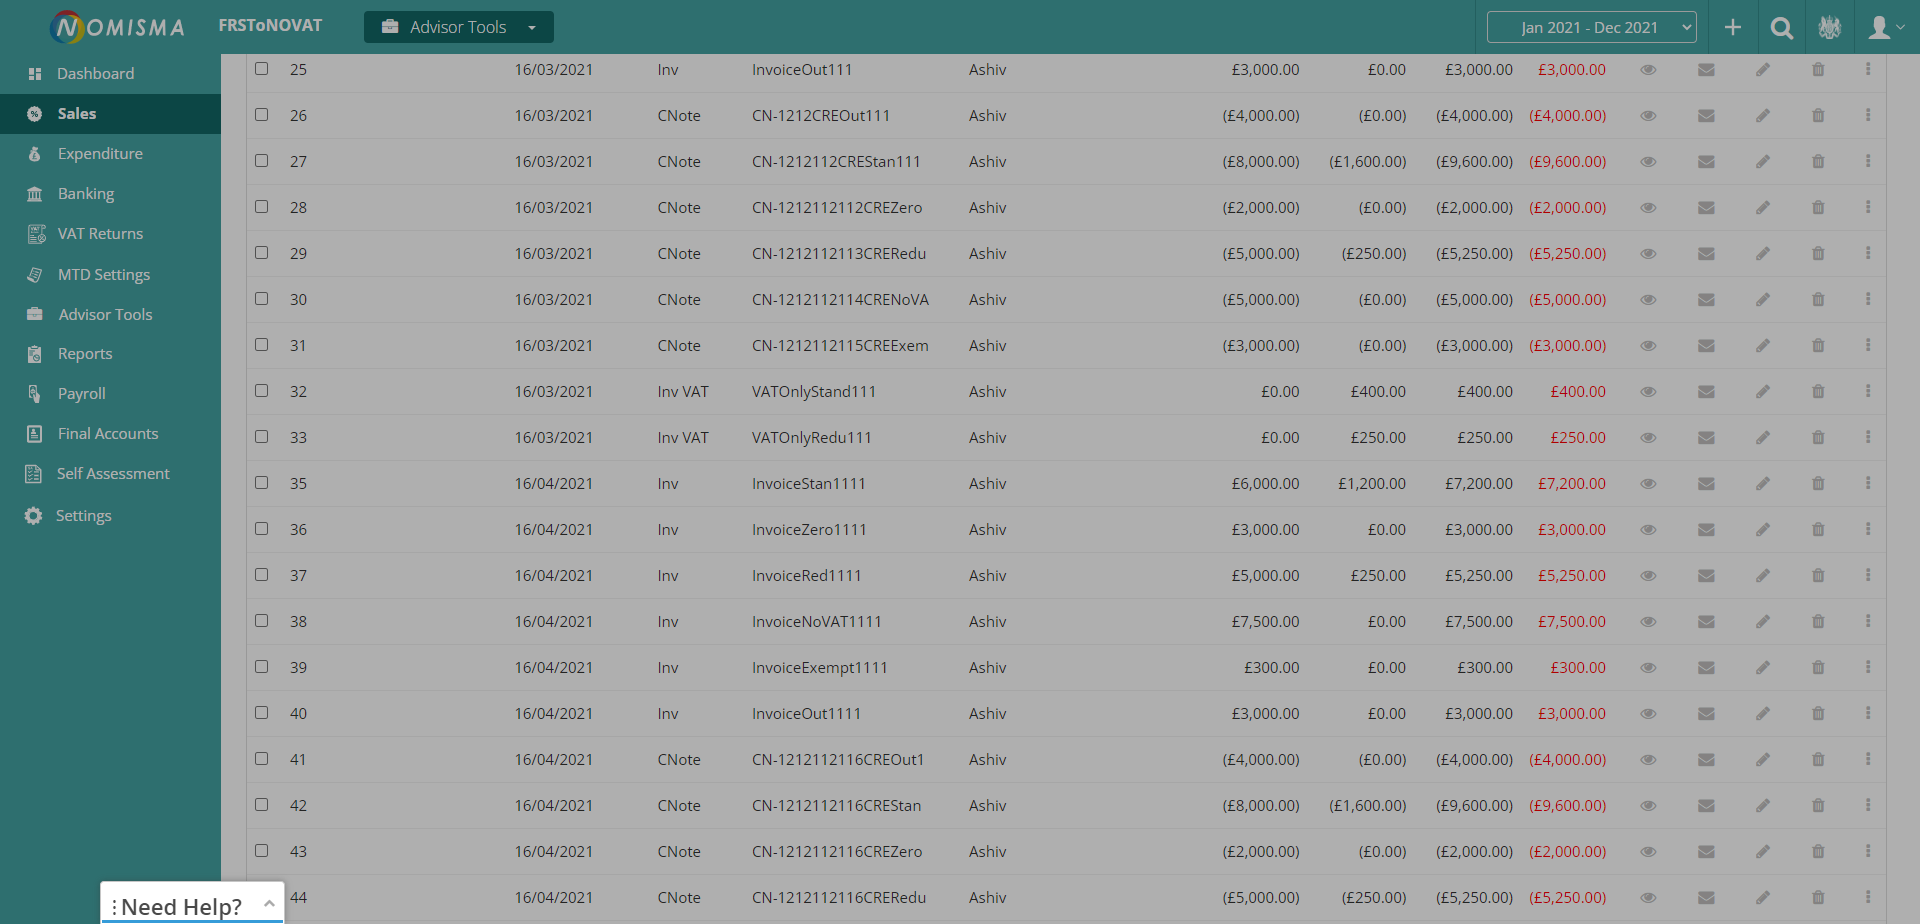 NOMISMA FRSToNOVAT Advisor Tools Jan 2021 - Dec 2021
Dashboard
Sales
Expenditure
Banking
VAT Returns
MTD Settings
Advisor Tools
Reports
Payroll
Final Accounts
Self Assessment
Settings
25 16/03/2021 Inv InvoiceOut111 Ashiv £3,000.00 £0.00 £3,000.00 £3,000.00
26 16/03/2021 CNote CN-1212CREOut111 Ashiv (£4,000.00) (£0.00) (£4,000.00) (£4,000.00)
27 16/03/2021 CNote CN-1212112CREStan111 Ashiv (£8,000.00) (£1,600.00) (£9,600.00) (£9,600.00)
28 16/03/2021 CNote CN-1212112112CREZero Ashiv (£2,000.00) (£0.00) (£2,000.00) (£2,000.00)
29 16/03/2021 CNote CN-1212112113CRERedu Ashiv (£5,000.00) (£250.00) (£5,250.00) (£5,250.00)
30 16/03/2021 CNote CN-1212112114CRENoVA Ashiv (£5,000.00) (£0.00) (£5,000.00) (£5,000.00)
31 16/03/2021 CNote CN-1212112115CREExem Ashiv (£3,000.00) (£0.00) (£3,000.00) (£3,000.00)
32 16/03/2021 Inv VAT VATOnlyStand111 Ashiv £0.00 £400.00 £400.00 £400.00
33 16/03/2021 Inv VAT VATOnlyRedu111 Ashiv £0.00 £250.00 £250.00 £250.00
35 16/04/2021 Inv InvoiceStan1111 Ashiv £6,000.00 £1,200.00 £7,200.00 £7,200.00
36 16/04/2021 Inv InvoiceZero1111 Ashiv £3,000.00 £0.00 £3,000.00 £3,000.00
37 16/04/2021 Inv InvoiceRed1111 Ashiv £5,000.00 £250.00 £5,250.00 £5,250.00
38 16/04/2021 Inv InvoiceNoVAT1111 Ashiv £7,500.00 £0.00 £7,500.00 £7,500.00
39 16/04/2021 Inv InvoiceExempt1111 Ashiv £300.00 £0.00 £300.00 £300.00
40 16/04/2021 Inv InvoiceOut1111 Ashiv £3,000.00 £0.00 £3,000.00 £3,000.00
41 16/04/2021 CNote CN-1212112116CREOut1 Ashiv (£4,000.00) (£0.00) (£4,000.00) (£4,000.00)
42 16/04/2021 CNote CN-1212112116CREStan Ashiv (£8,000.00) (£1,600.00) (£9,600.00) (£9,600.00)
43 16/04/2021 CNote CN-1212112116CREZero Ashiv (£2,000.00) (£0.00) (£2,000.00) (£2,000.00)
44 16/04/2021 CNote CN-1212112116CRERedu Ashiv (£5,000.00) (£250.00) (£5,250.00) (£5,250.00)
Need Help?